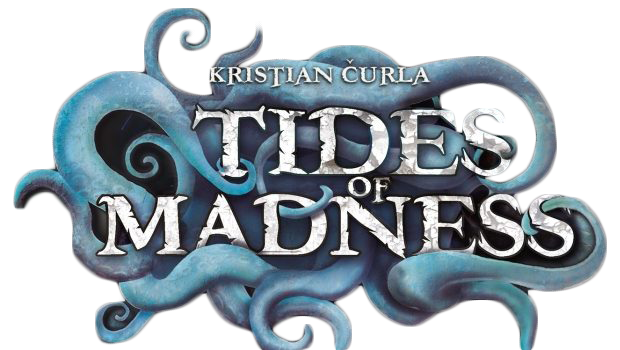 KRISTIAN ČURLA
TIDES
OF
MADNESS